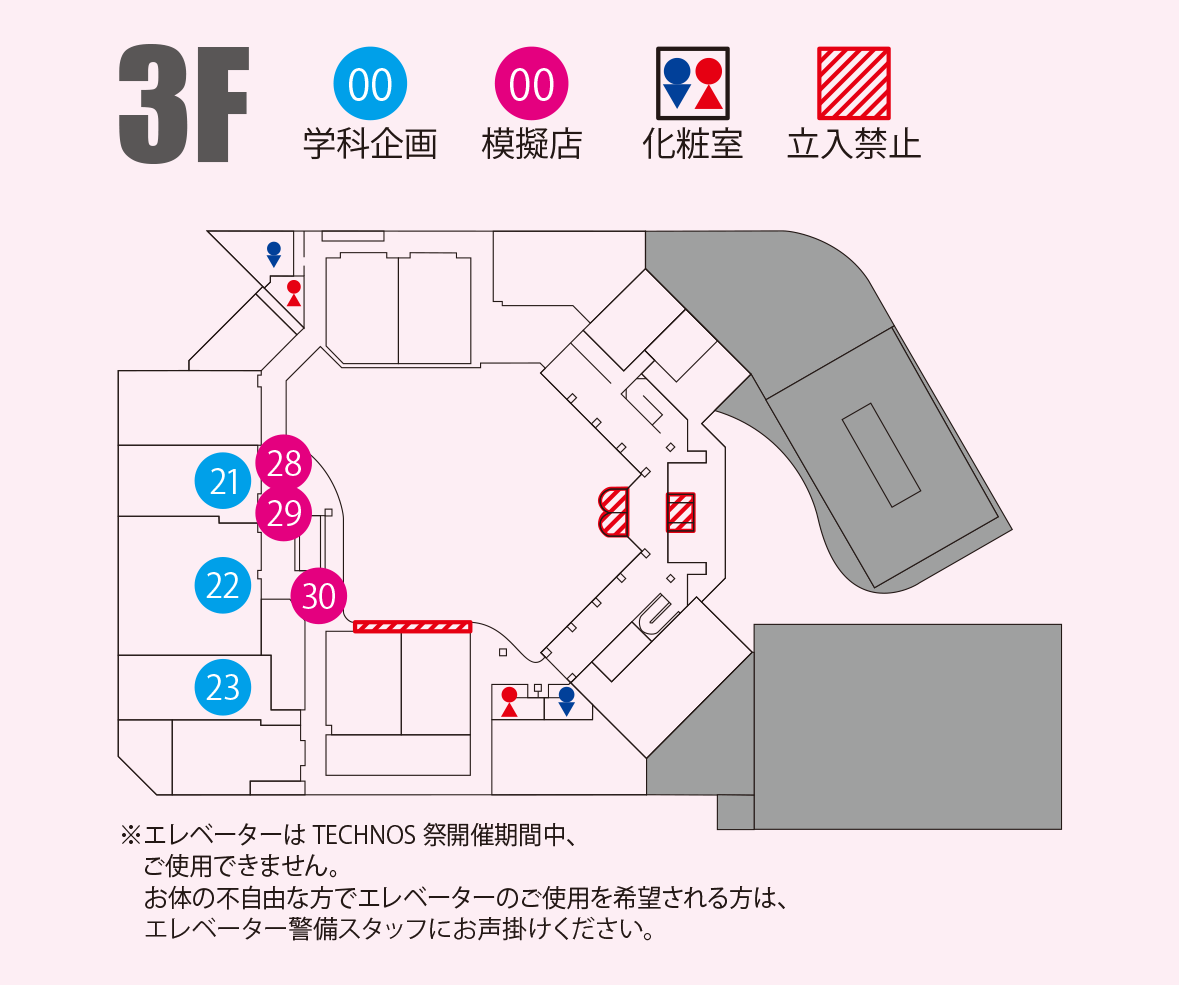 3F
00
学科企画
00
模擬店
化粧室
立入禁止
21
28
29
22
30
23
※エレベーターは TECHNOS 祭開催期間中、
ご使用できません。
お体の不自由な方でエレベーターのご使用を希望される方は、
エレベーター警備スタッフにお声掛けください。